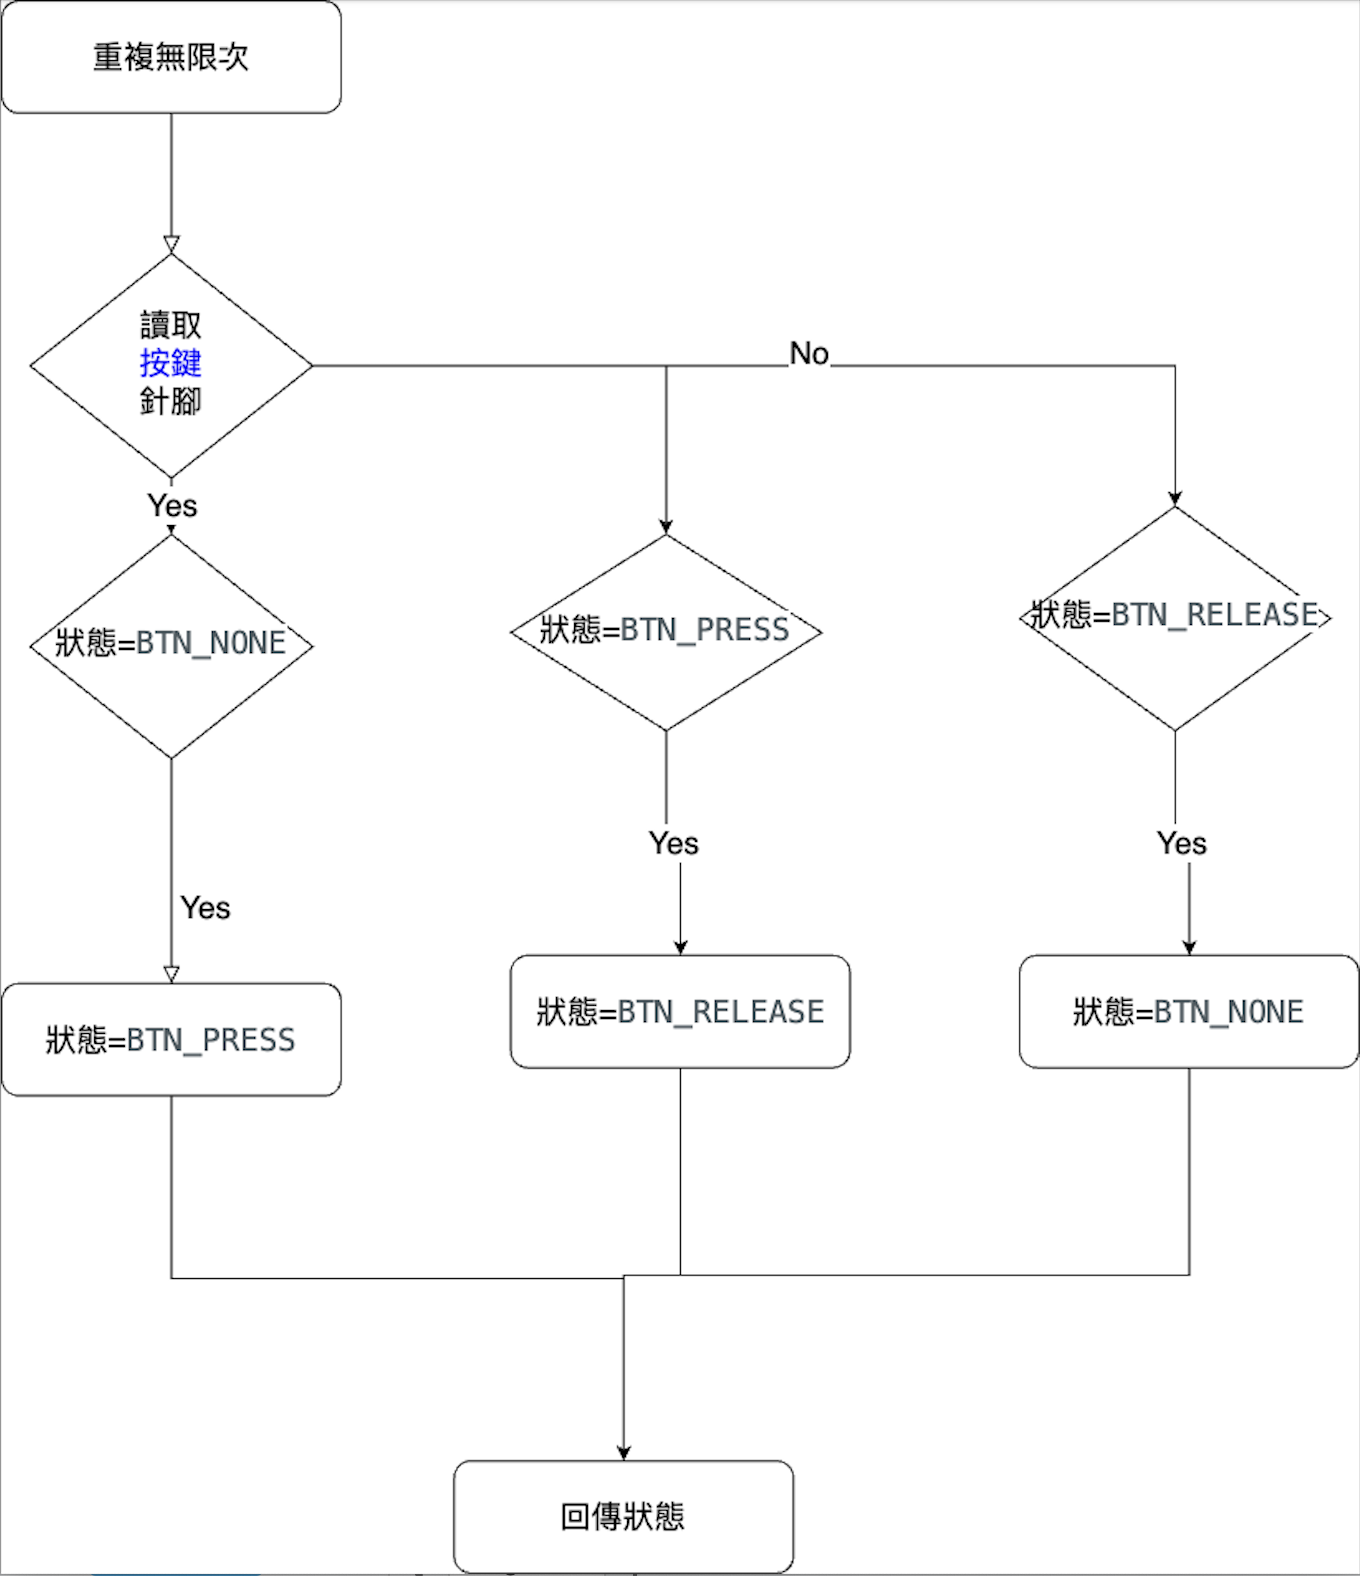 重複無限次
讀取
按鍵
針腳
No
Yes
狀態=BTN_NONE
狀態=BTN_PRESS
狀態=BTN_RELEASE
Yes
Yes
Yes
狀態=BTN_PRESS
狀態=BTN_RELEASE
狀態=BTN_NONE
回傳狀態